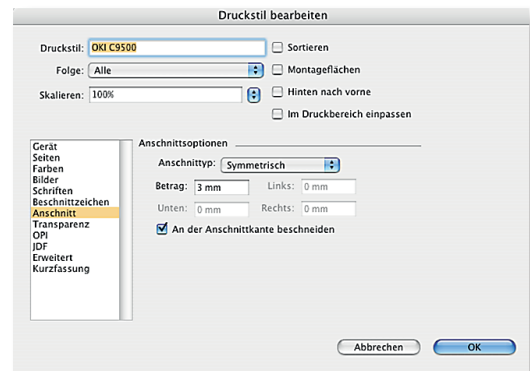 Druckstil bearbeiten
Druckstil: OKI C9500
Sortieren
Folge: Alle
Montageflächen
Skalieren: 100%
Hinten nach vorne
Im Druckbereich einpassen
Gerät
Seiten
Farben
Bilder
Schriften
Beschnittzeichen
Anschnitt
Transparenz
OPI
JDF
Erweitert
Kurzfassung
Anschnittsoptionen
Anschnittyp: Symmetrisch
Betrag: 3 mm Links: 0 mm
Unten: 0 mm Rechts: 0 mm
An der Anschnittkante beschneiden
Abbrechen OK